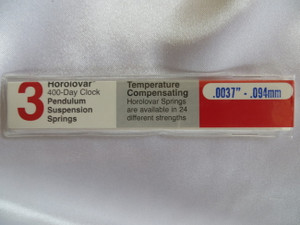 3
Horolovar
400-Day Clock
Pendulum
Suspension
Springs
Temperature
Compensating
Horolovar Springs
are available in 24
different strengths
.0037" - .094mm